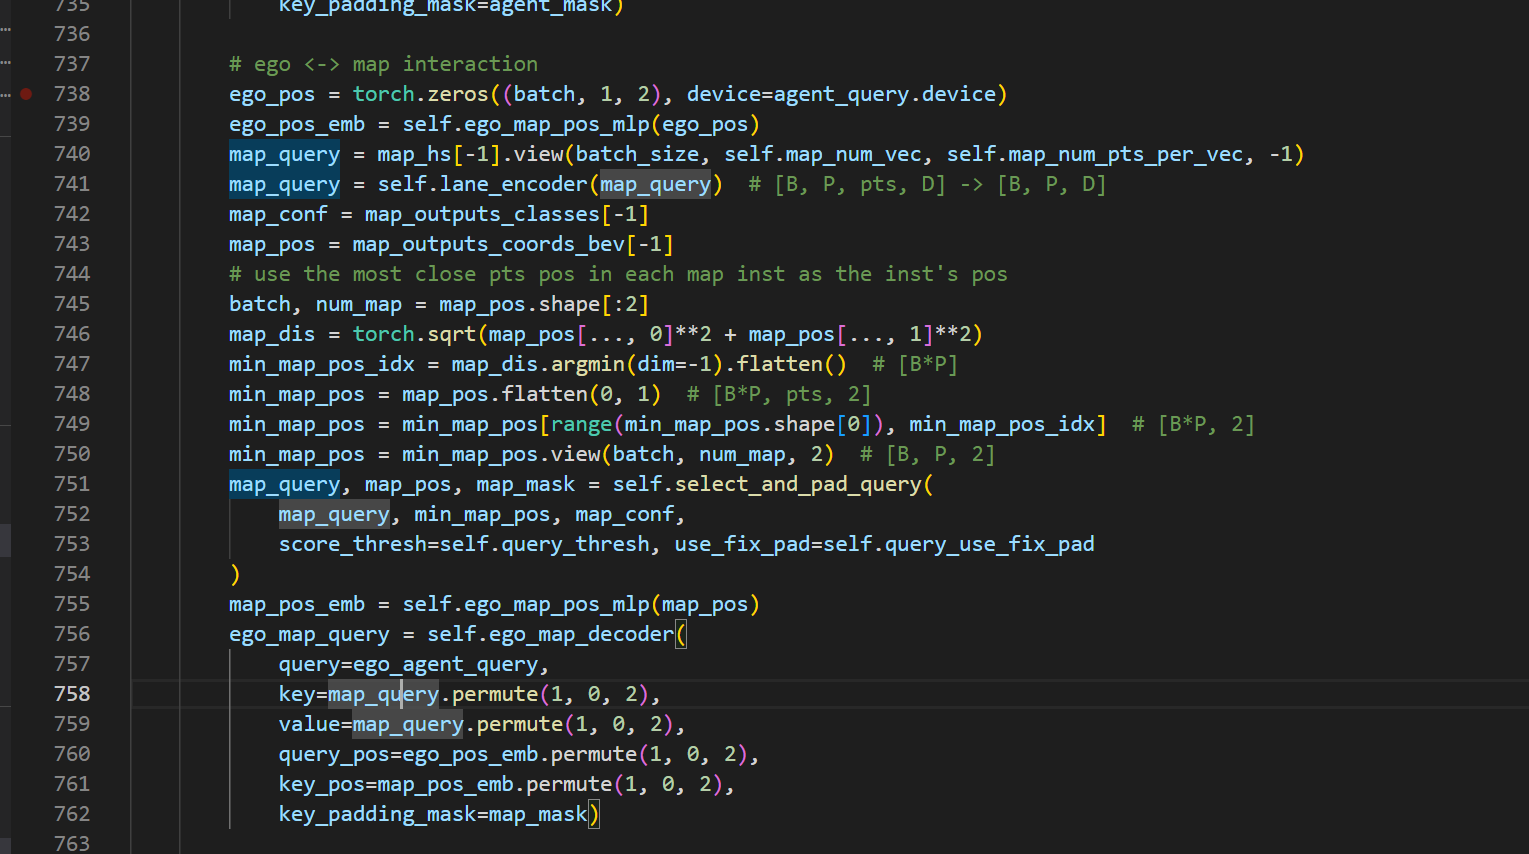 735                 key_padding_mask=agent_mask)
736
737             # ego <-> map interaction
738             ego_pos = torch.zeros((batch, 1, 2), device=agent_query.device)
739             ego_pos_emb = self.ego_map_pos_mlp(ego_pos)
740             map_query = map_hs[-1].view(batch_size, self.map_num_vec, self.map_num_pts_per_vec, -1)
741             map_query = self.lane_encoder(map_query)  # [B, P, pts, D] -> [B, P, D]
742             map_conf = map_outputs_classes[-1]
743             map_pos = map_outputs_coords_bev[-1]
744             # use the most close pts pos in each map inst as the inst's pos
745             batch, num_map = map_pos.shape[:2]
746             map_dis = torch.sqrt(map_pos[..., 0]**2 + map_pos[..., 1]**2)
747             min_map_pos_idx = map_dis.argmin(dim=-1).flatten()  # [B*P]
748             min_map_pos = map_pos.flatten(0, 1)  # [B*P, pts, 2]
749             min_map_pos = min_map_pos[range(min_map_pos.shape[0]), min_map_pos_idx]  # [B*P, 2]
750             min_map_pos = min_map_pos.view(batch, num_map, 2)  # [B, P, 2]
751             map_query, map_pos, map_mask = self.select_and_pad_query(
752                 map_query, min_map_pos, map_conf,
753                 score_thresh=self.query_thresh, use_fix_pad=self.query_use_fix_pad
754             )
755             map_pos_emb = self.ego_map_pos_mlp(map_pos)
756             ego_map_query = self.ego_map_decoder(
757                 query=ego_agent_query,
758                 key=map_query.permute(1, 0, 2),
759                 value=map_query.permute(1, 0, 2),
760                 query_pos=ego_pos_emb.permute(1, 0, 2),
761                 key_pos=map_pos_emb.permute(1, 0, 2),
762                 key_padding_mask=map_mask)
763